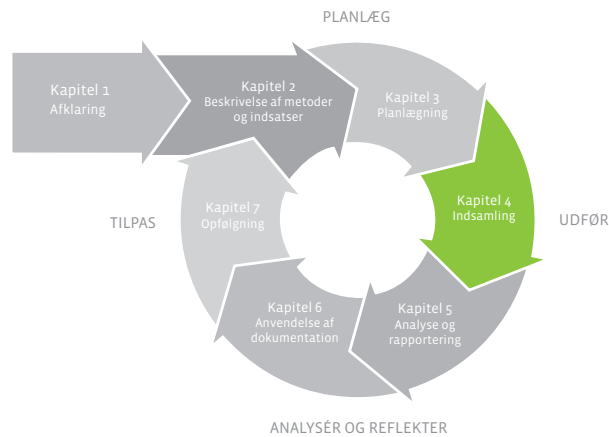 PLANLÆG
Kapitel 1
Afklaring
Kapitel 2
Beskrivelse af metoder
og indsatser
Kapitel 3
Planlægning
Kapitel 4
Indsamling
UDFØR
Kapitel 5
Analyse og
rapportering
Kapitel 6
Anvendelse af
dokumentation
Kapitel 7
Opfølgning
TILPAS
ANALYSÉR OG REFLEKTER